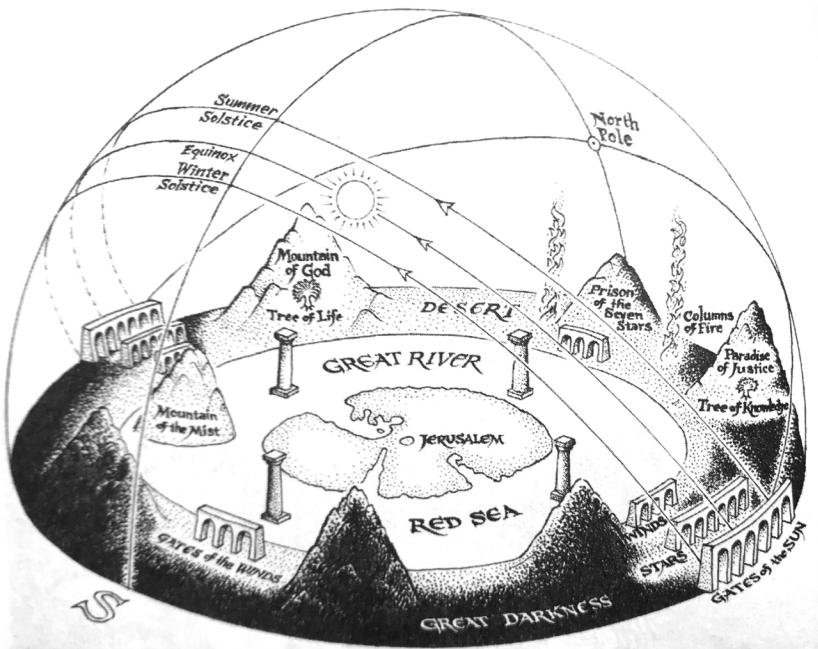 Summer
Solstice
Equinox
Winter
Solstice
North
Pole
Mountain
of God
Tree of Life
DESERT
Prison
of the
Seven
Stars
Columns
of Fire
Paradise
of Justice
Tree of Knowledge
GREAT RIVER
Mountain
of the Mist
JERUSALEM
RED SEA
WINDS
STARS
GATES of the SUN
GATES of the WINDS
GREAT DARKNESS
S